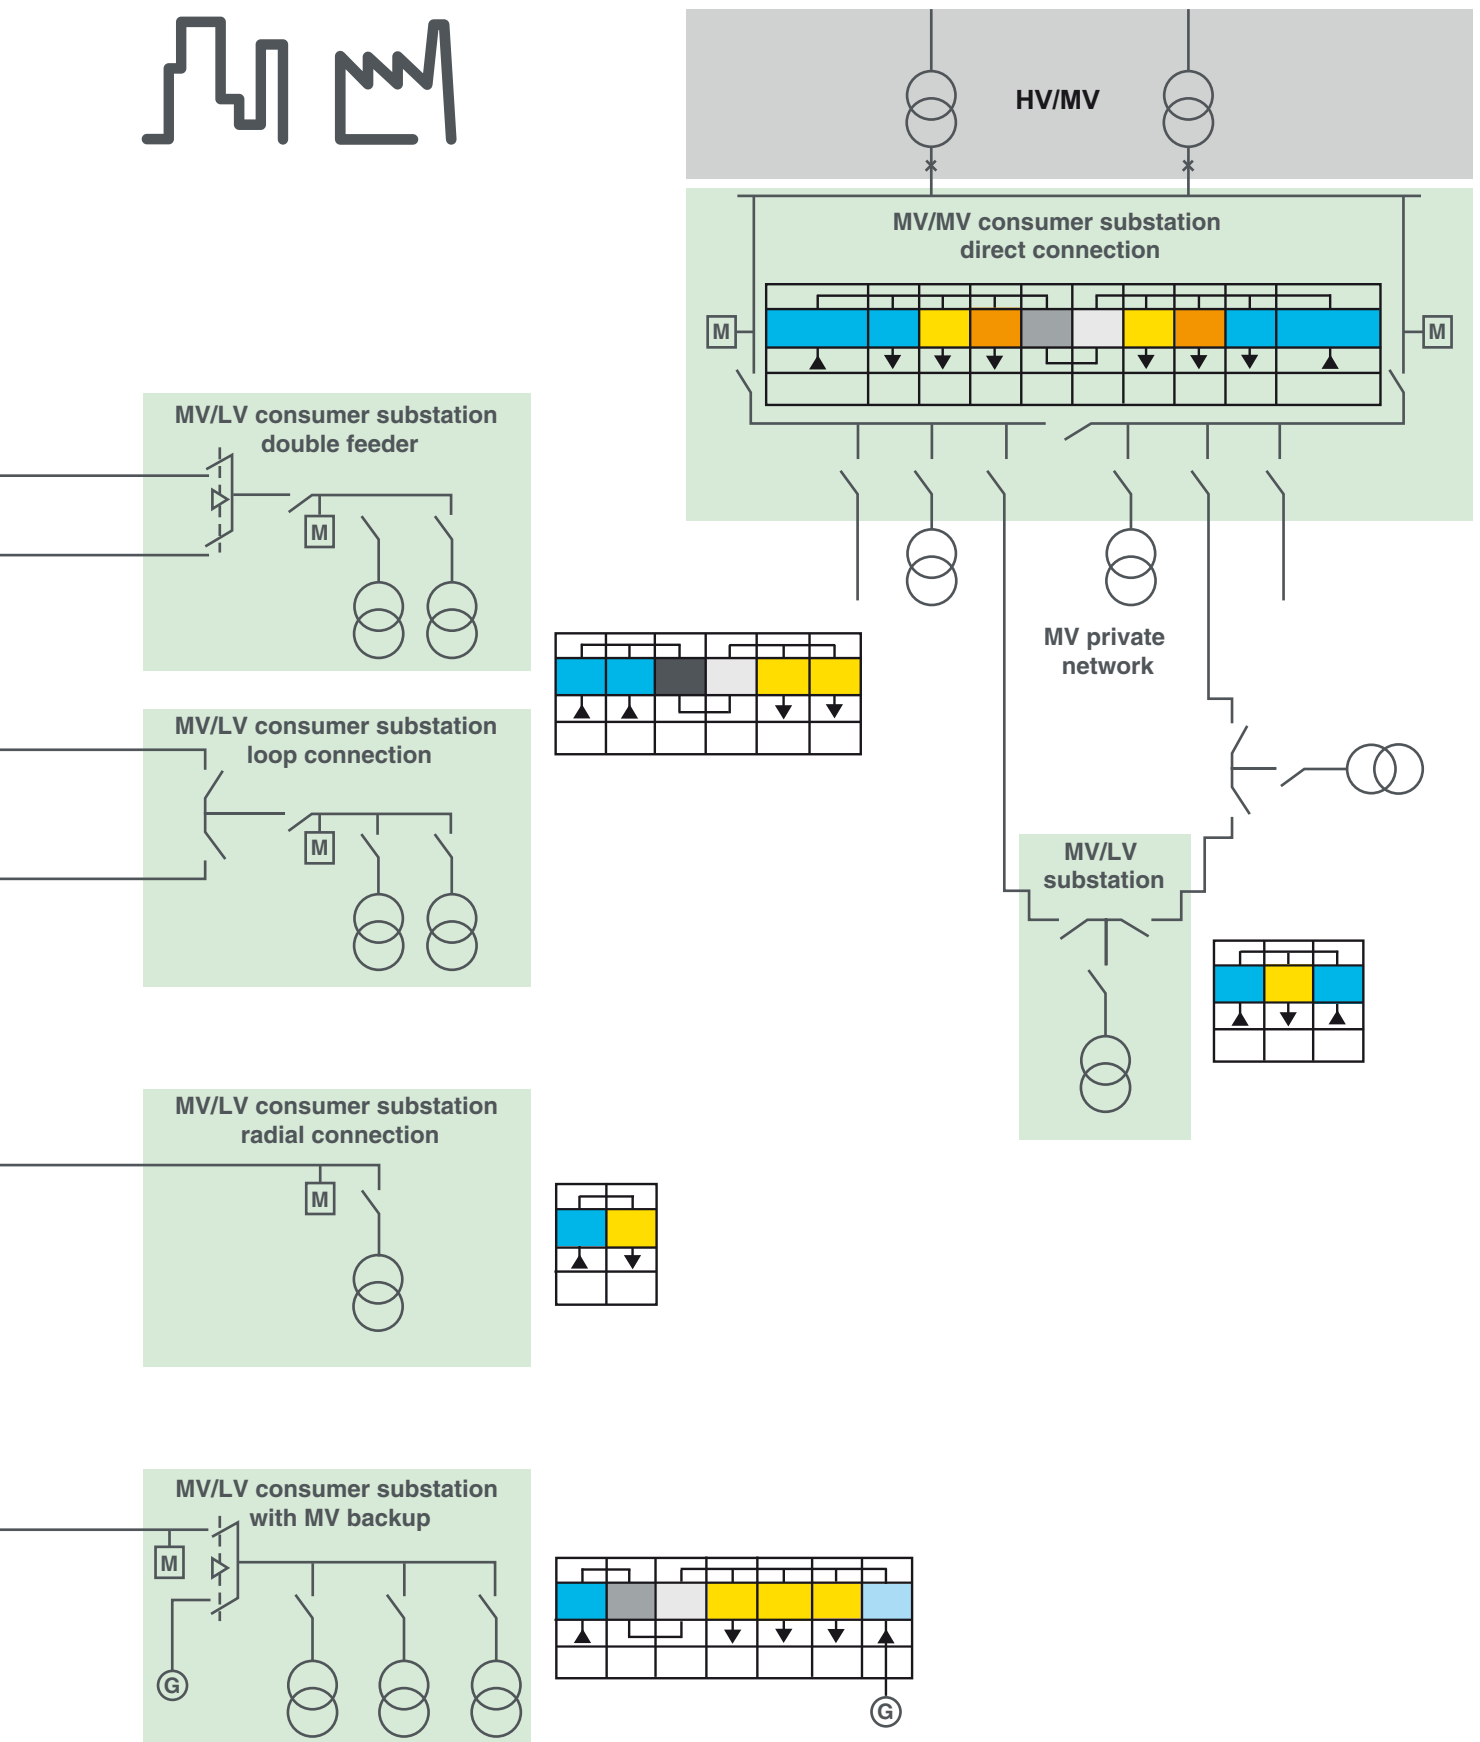 HV/MV
MV/MV consumer substation
direct connection
M
M
MV/LV consumer substation
double feeder
M
MV private
network
MV/LV consumer substation
loop connection
M
MV/LV
substation
MV/LV consumer substation
radial connection
M
MV/LV consumer substation
with MV backup
M
G
G